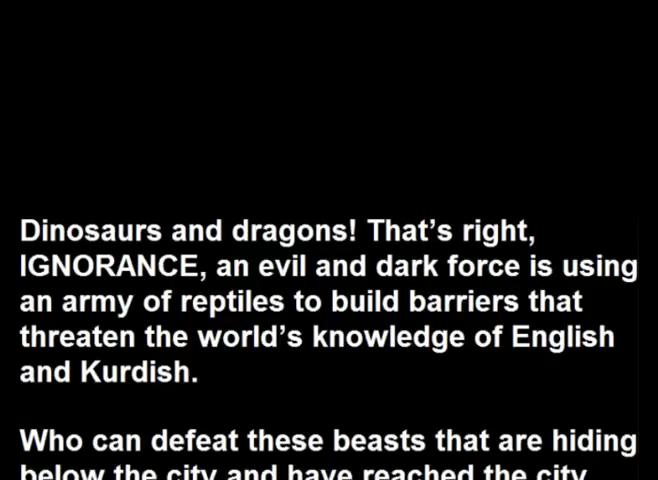 Dinosaurs and dragons! That’s right,
IGNORANCE, an evil and dark force is using
an army of reptiles to build barriers that
threaten the world’s knowledge of English
and Kurdish.
Who can defeat these beasts that are hiding
below the city and have reached the city